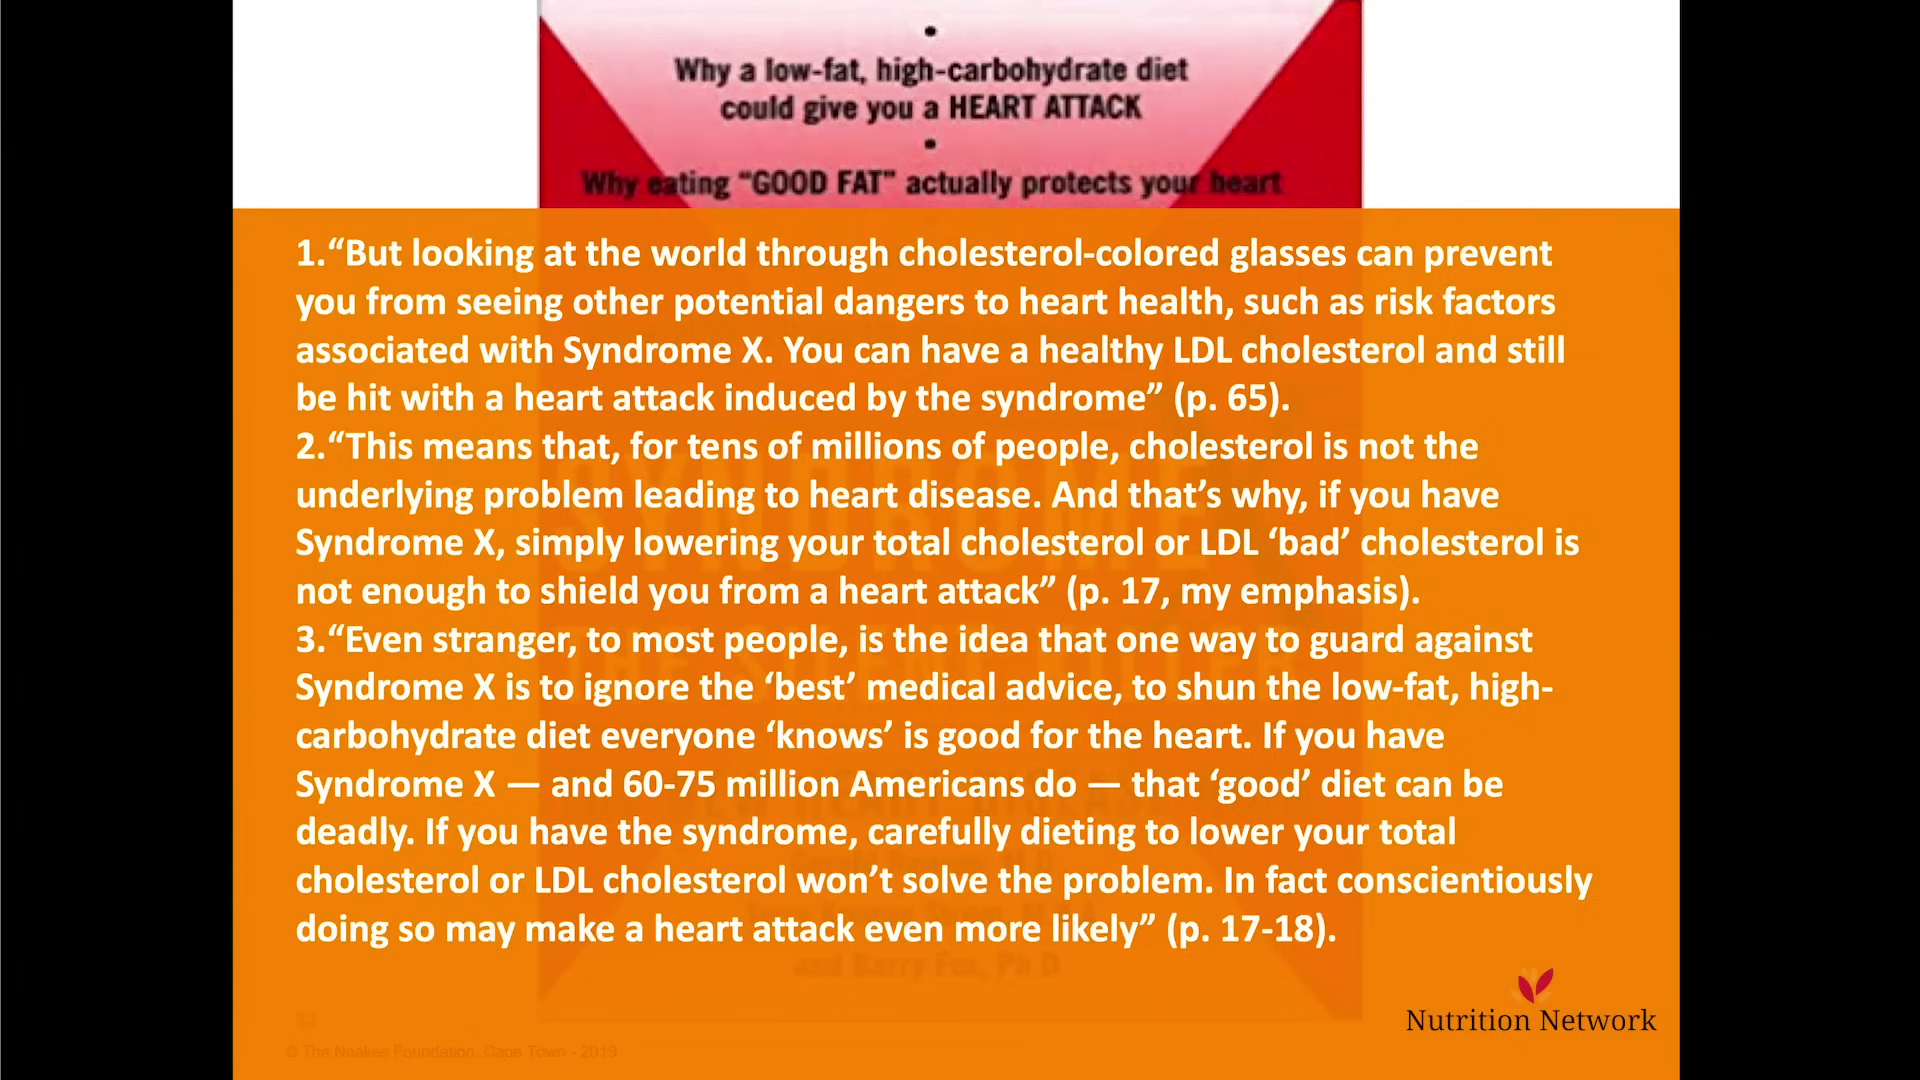 •
Why a low-fat, high-carbohydrate diet
could give you a HEART ATTACK
•
Why eating "GOOD FAT" actually protects your heart
1.“But looking at the world through cholesterol-colored glasses can prevent
you from seeing other potential dangers to heart health, such as risk factors
associated with Syndrome X. You can have a healthy LDL cholesterol and still
be hit with a heart attack induced by the syndrome” (p. 65).
2.“This means that, for tens of millions of people, cholesterol is not the
underlying problem leading to heart disease. And that’s why, if you have
Syndrome X, simply lowering your total cholesterol or LDL ‘bad’ cholesterol is
not enough to shield you from a heart attack” (p. 17, my emphasis).
3.“Even stranger, to most people, is the idea that one way to guard against
Syndrome X is to ignore the ‘best’ medical advice, to shun the low-fat, high-
carbohydrate diet everyone ‘knows’ is good for the heart. If you have
Syndrome X — and 60-75 million Americans do — that ‘good’ diet can be
deadly. If you have the syndrome, carefully dieting to lower your total
cholesterol or LDL cholesterol won’t solve the problem. In fact conscientiously
doing so may make a heart attack even more likely” (p. 17-18).
and Barry Fox, Ph.D
Nutrition Network
© The Noakes Foundation, Cape Town - 2019